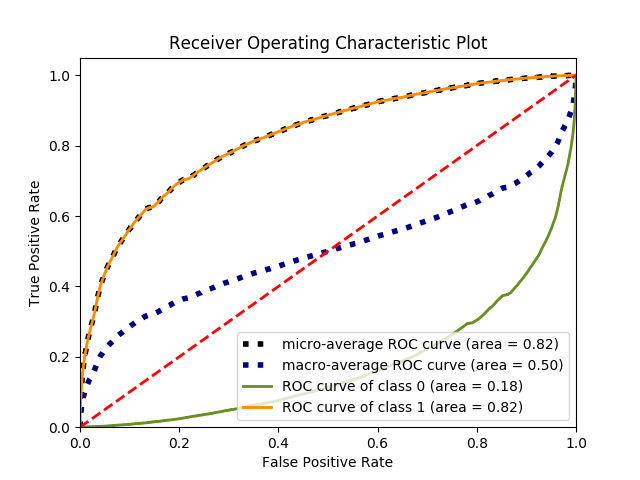 Receiver Operating Characteristic Plot
1.0
0.8
0.6
0.4
0.2
0.0
True Positive Rate
micro-average ROC curve (area = 0.82)
macro-average ROC curve (area = 0.50)
ROC curve of class 0 (area = 0.18)
ROC curve of class 1 (area = 0.82)
0.0 0.2 0.4 0.6 0.8 1.0
False Positive Rate